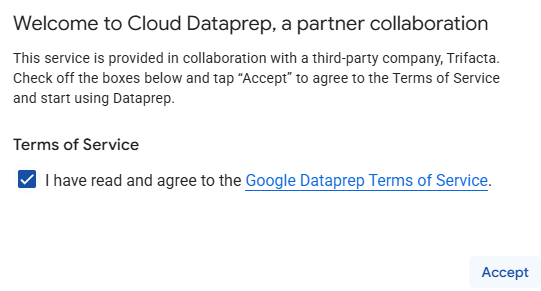 Welcome to Cloud Dataprep, a partner collaboration
This service is provided in collaboration with a third-party company, Trifacta.
Check off the boxes below and tap “Accept” to agree to the Terms of Service
and start using Dataprep.
Terms of Service
I have read and agree to the Google Dataprep Terms of Service.
Accept